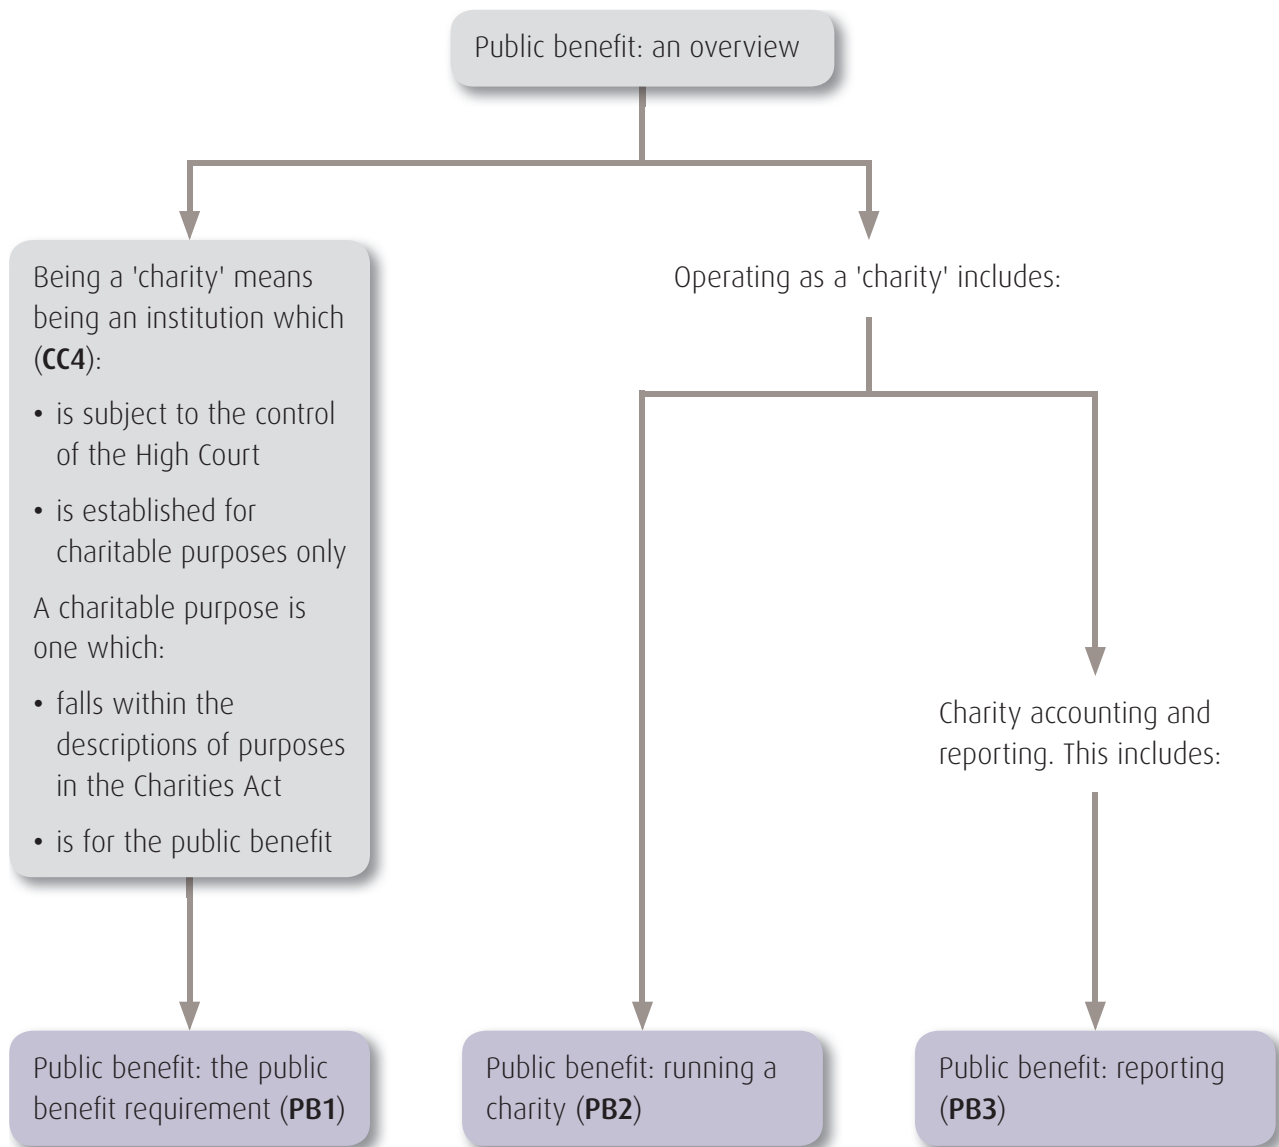 Public benefit: an overview
Being a 'charity' means
being an institution which
(CC4):
• is subject to the control
of the High Court
• is established for
charitable purposes only
A charitable purpose is
one which:
• falls within the
descriptions of purposes
in the Charities Act
• is for the public benefit
Operating as a 'charity' includes:
Charity accounting and
reporting. This includes:
Public benefit: the public
benefit requirement (PB1)
Public benefit: running a
charity (PB2)
Public benefit: reporting
(PB3)